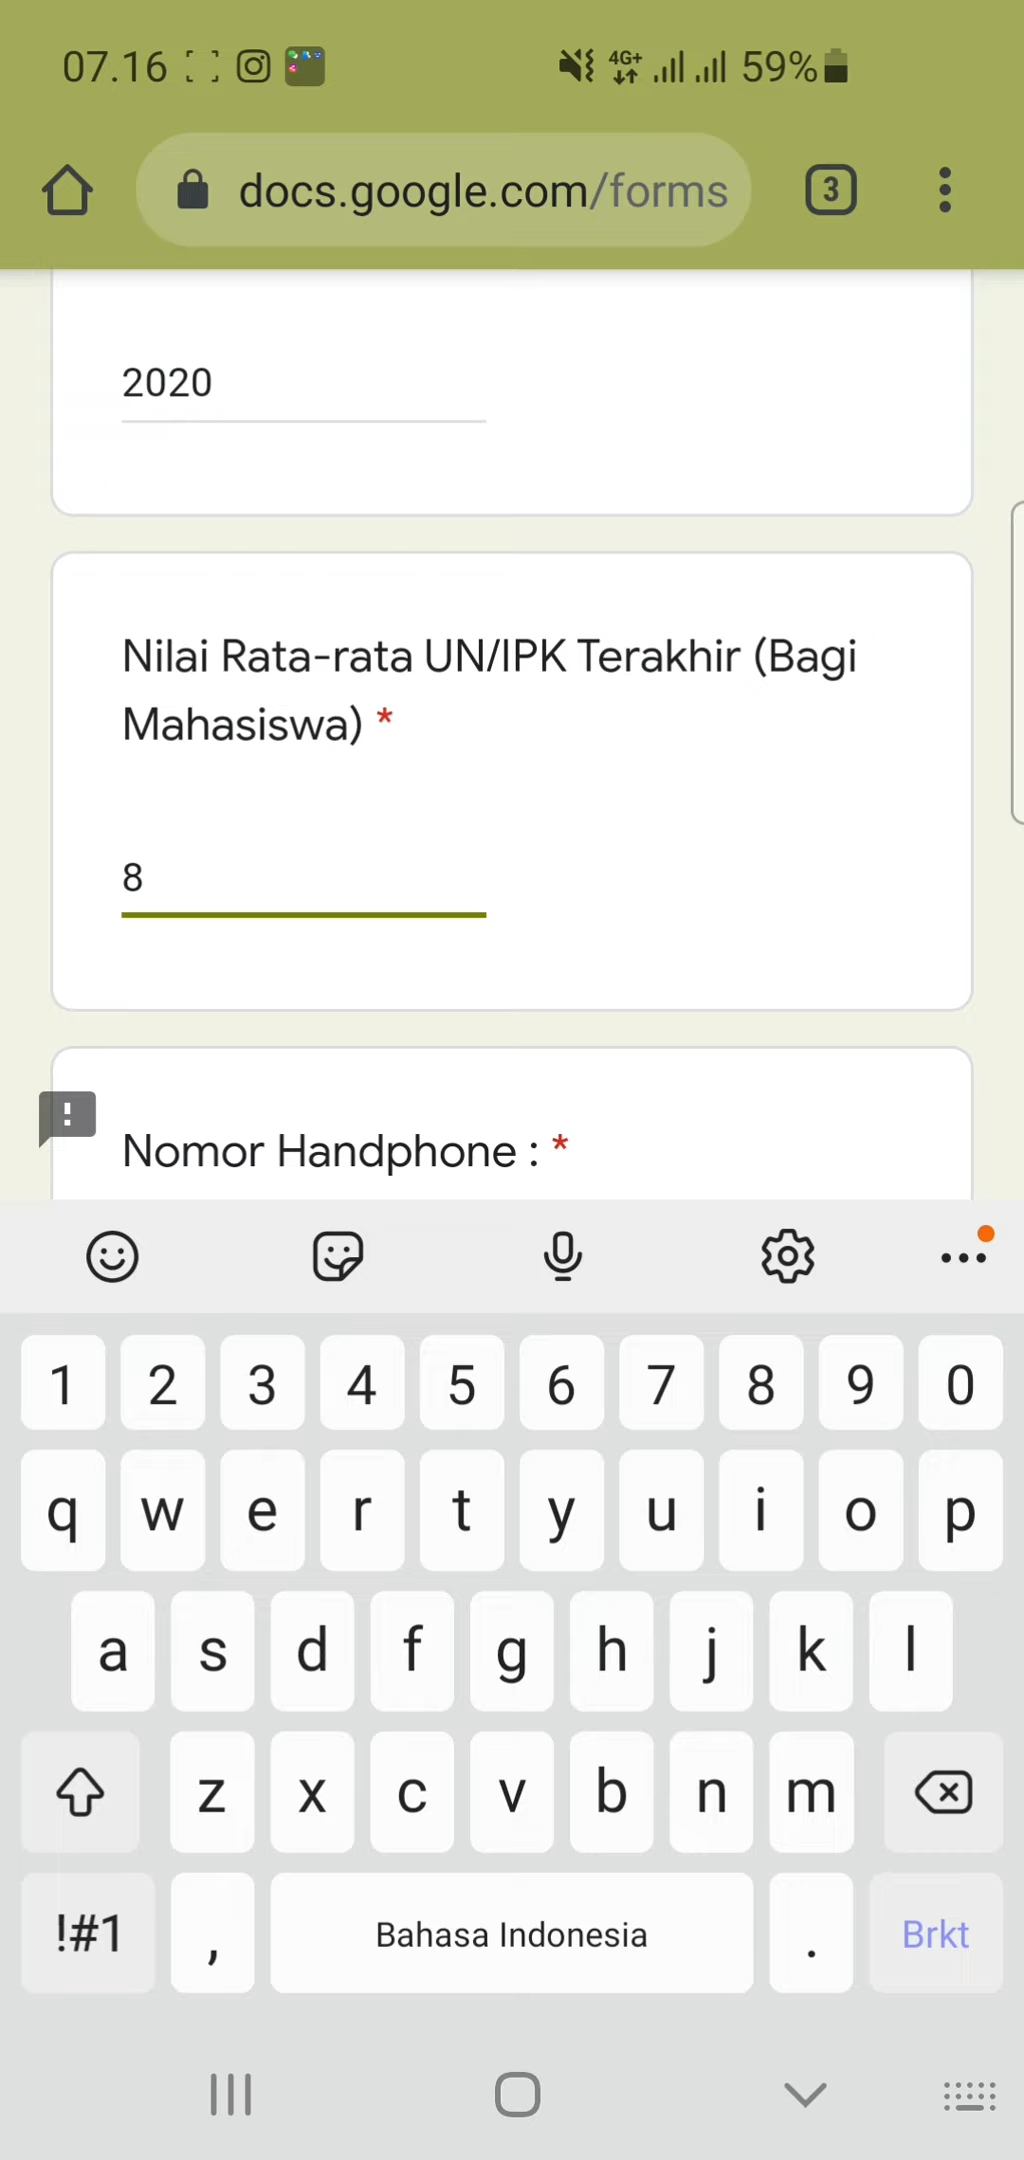 07.16
4G+
59%
docs.google.com/forms
3
2020
Nilai Rata-rata UN/IPK Terakhir (Bagi
Mahasiswa) *
8
Nomor Handphone : *
1 2 3 4 5 6 7 8 9 0
q w e r t y u i o p
a s d f g h j k l
z x c v b n m
!#1 , Bahasa Indonesia . Brkt